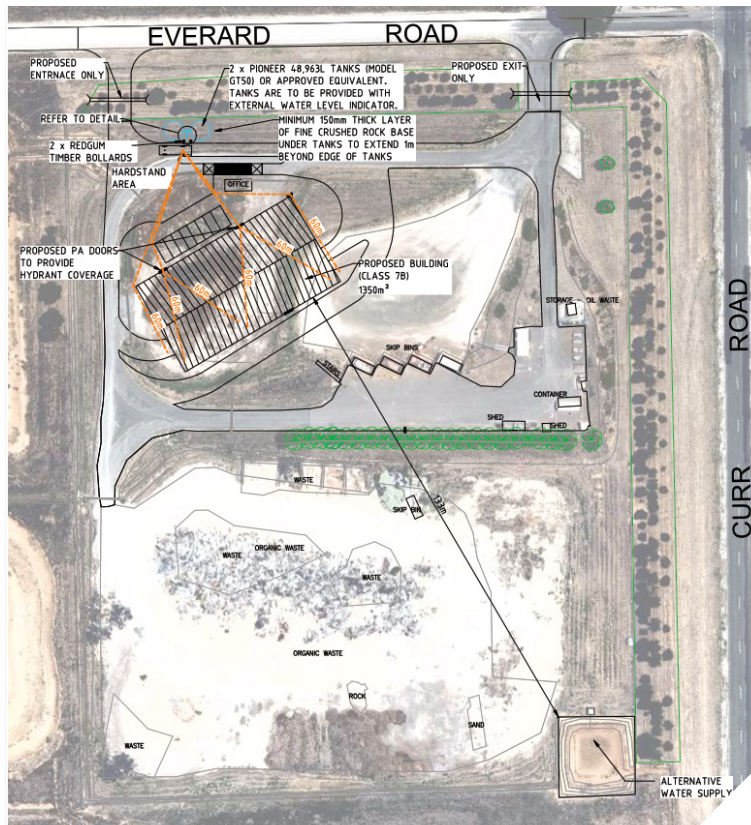 EVERARD ROAD
PROPOSED
ENTRNACE ONLY
2 x PIONEER 48,963L TANKS (MODEL
GT50) OR APPROVED EQUIVALENT.
TANKS ARE TO BE PROVIDED WITH
EXTERNAL WATER LEVEL INDICATOR.
PROPOSED EXIT
ONLY
REFER TO DETAIL
MINIMUM 150mm THICK LAYER
OF FINE CRUSHED ROCK BASE
UNDER TANKS TO EXTEND 1m
BEYOND EDGE OF TANKS
2 x REDGUM
TIMBER BOLLARDS
HARDSTAND
AREA
OFFICE
60m
PROPOSED PA DOORS
TO PROVIDE
HYDRANT COVERAGE
60m
60m
60m
60m
60m
PROPOSED BUILDING
(CLASS 7B)
1350m²
STORAGE - OIL WASTE
SKIP BINS
STAIRS
CONTAINER
SHED
SHED
CURR ROAD
WASTE
SKIP BIN
133m
WASTE
ORGANIC WASTE
WASTE
ORGANIC WASTE
ROCK
SAND
WASTE
ALTERNATIVE
WATER SUPPLY